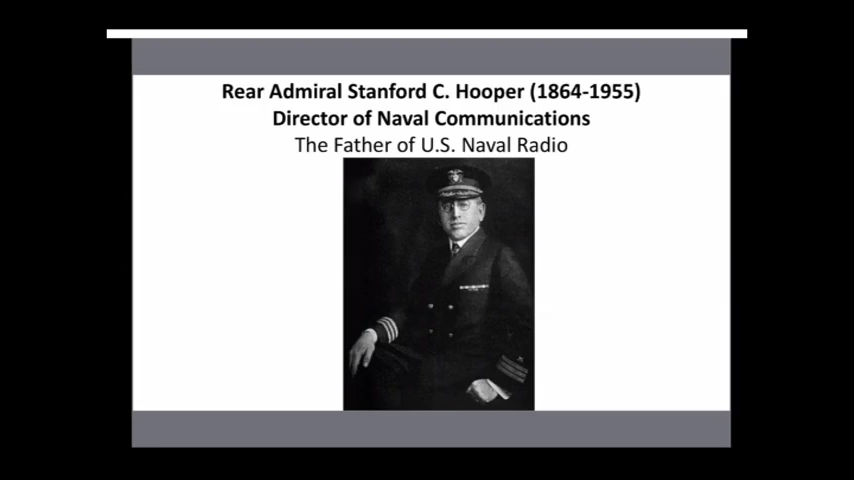 Rear Admiral Stanford C. Hooper (1864-1955)
Director of Naval Communications
The Father of U.S. Naval Radio